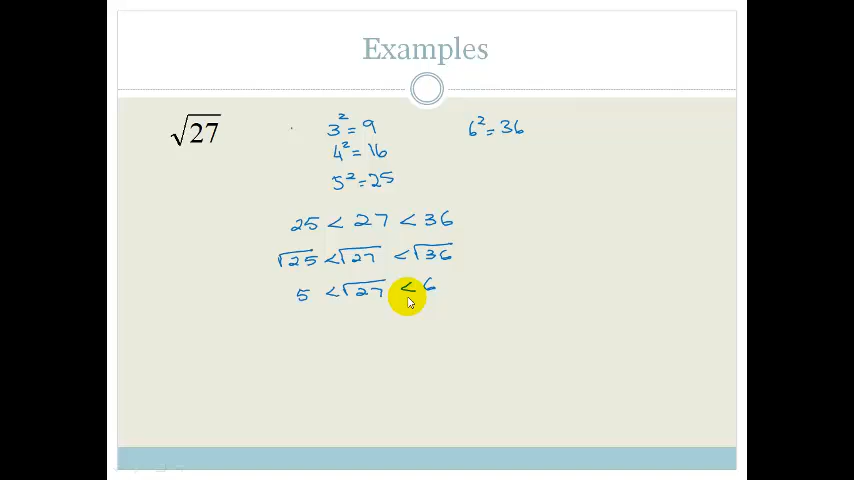 Examples
√27
3² = 9
4² = 16
5² = 25
6² = 36
25 < 27 < 36
√25 < √27 < √36
5 < √27 < 6